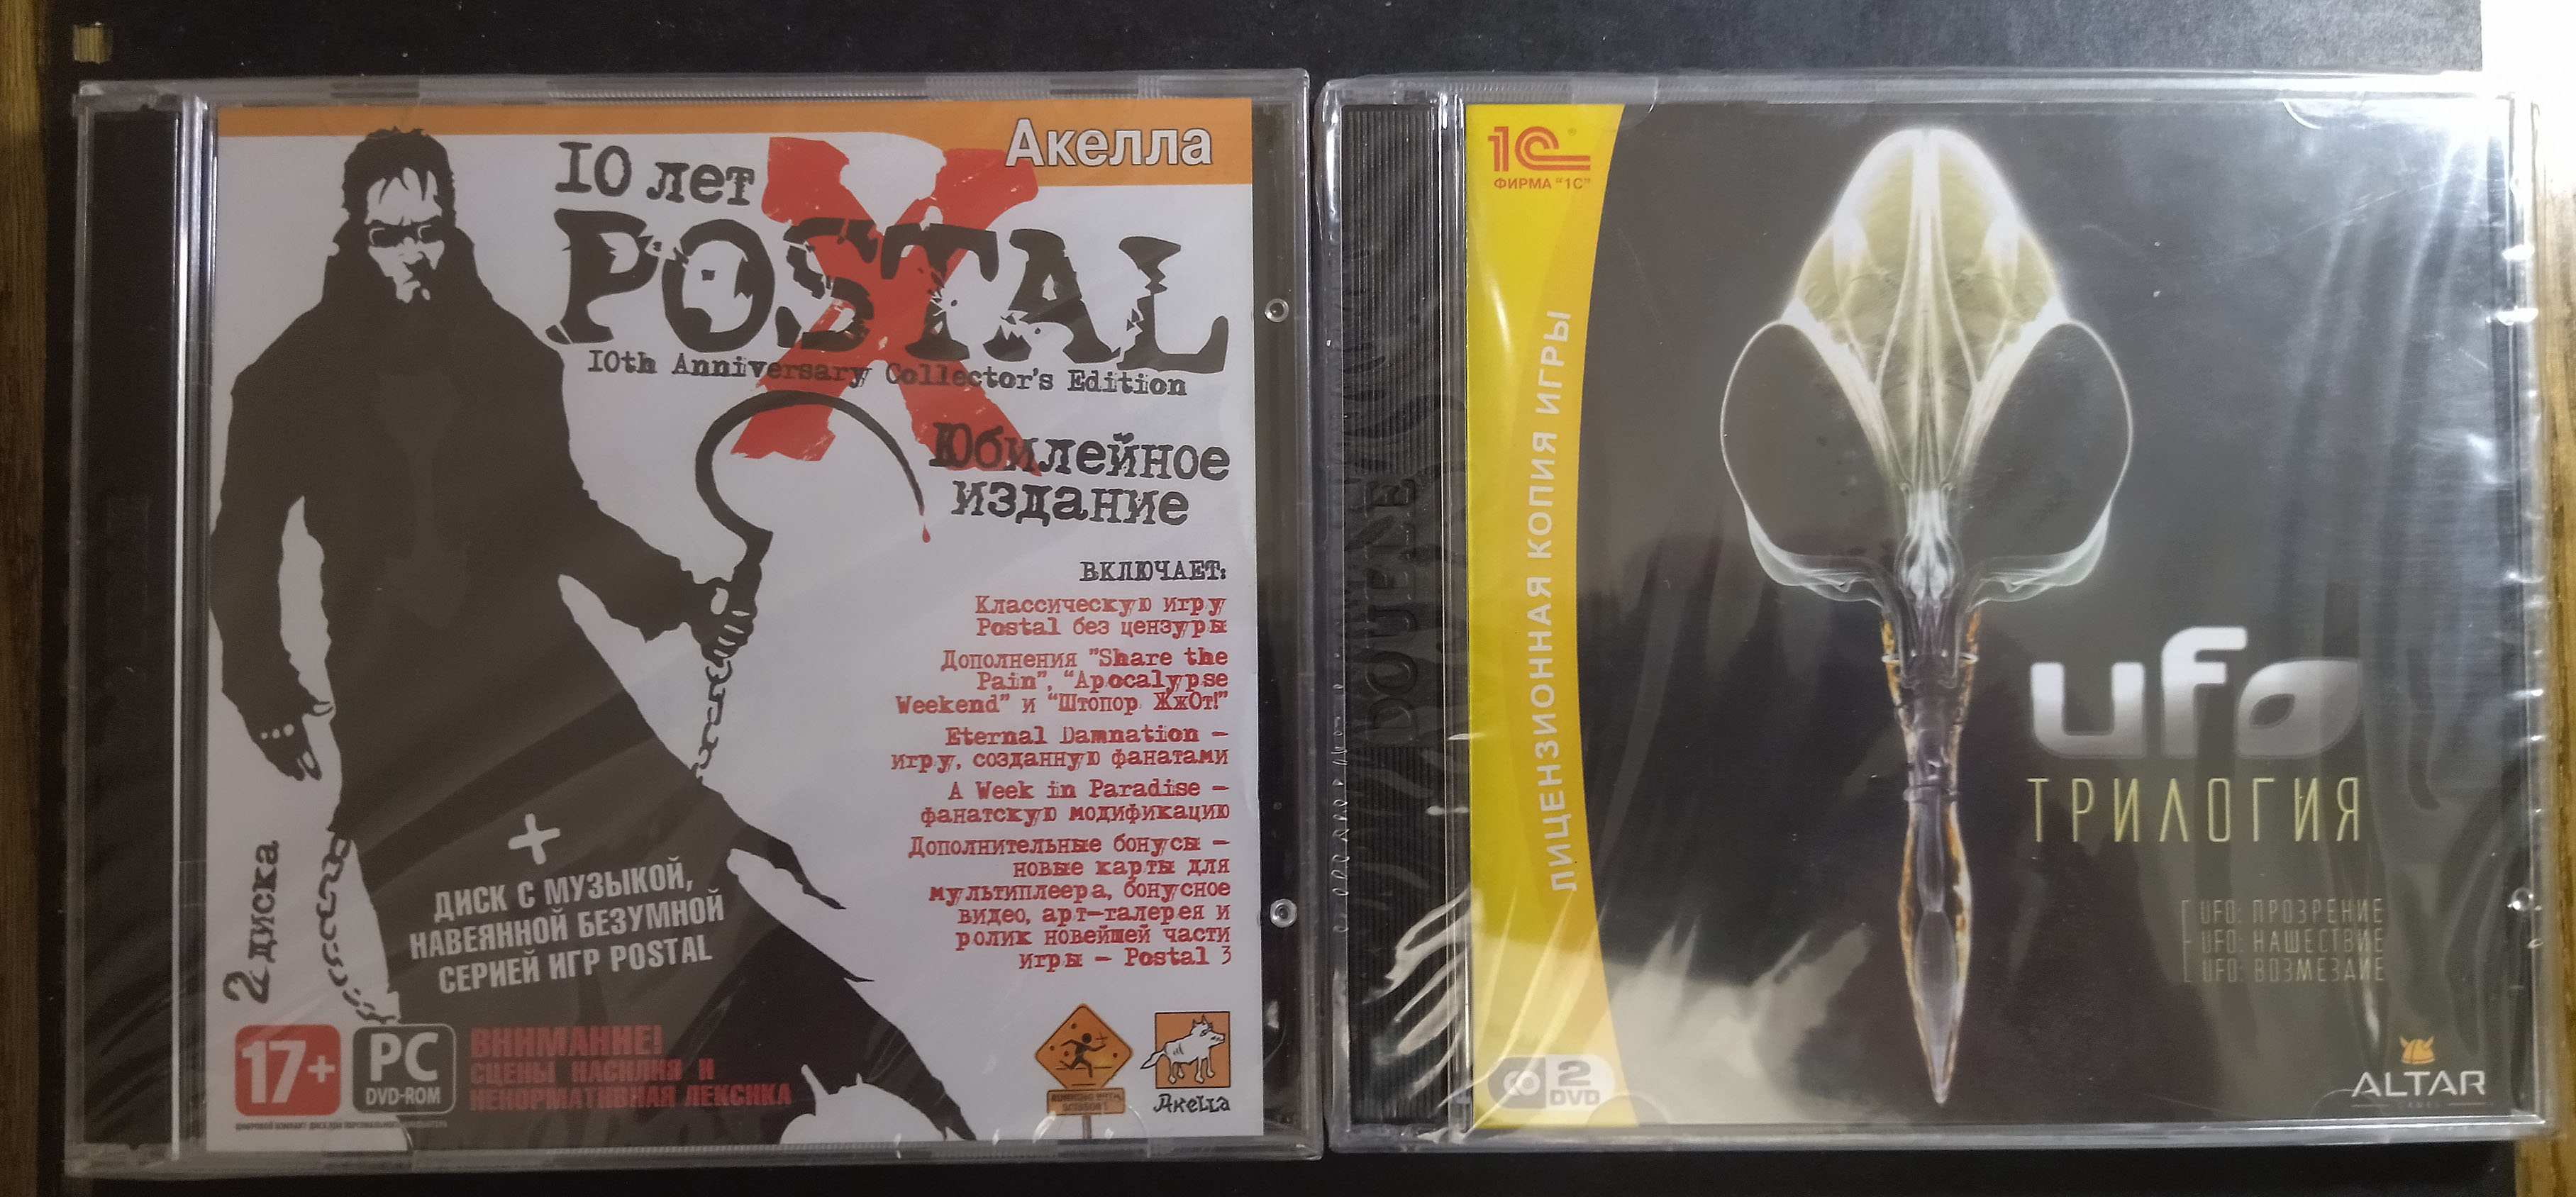 Акелла
10 лет
POSTAL
X
10th Anniversary Collector's Edition
Юбилейное
издание
ВКЛЮЧАЕТ:
Классическую игру
Postal без цензуры
Дополнения "Share the
Pain", "Apocalypse
Weekend" и "Штопор ЖжОт!"
Eternal Damnation –
игру, созданную фанатами
A Week in Paradise –
фанатскую модификацию
Дополнительные бонусы –
новые карты для
мультиплеера, бонусное
видео, арт-галерея и
ролик новейшей части
игры – Postal 3
+
ДИСК С МУЗЫКОЙ,
НАВЕЯННОЙ БЕЗУМНОЙ
СЕРИЕЙ ИГР POSTAL
2 диска
17+
PC
DVD-ROM
ВНИМАНИЕ!
СЦЕНЫ НАСИЛИЯ И
НЕНОРМАТИВНАЯ ЛЕКСИКА
RUNNING WITH
SCISSORS
Акелла
DOUBLE
1С®
ФИРМА "1С"
ЛИЦЕНЗИОННАЯ КОПИЯ ИГРЫ
ufo
ТРИЛОГИЯ
UFO: ПРОЗРЕНИЕ
UFO: НАШЕСТВИЕ
UFO: ВОЗМЕЗДИЕ
2
DVD
ALTAR